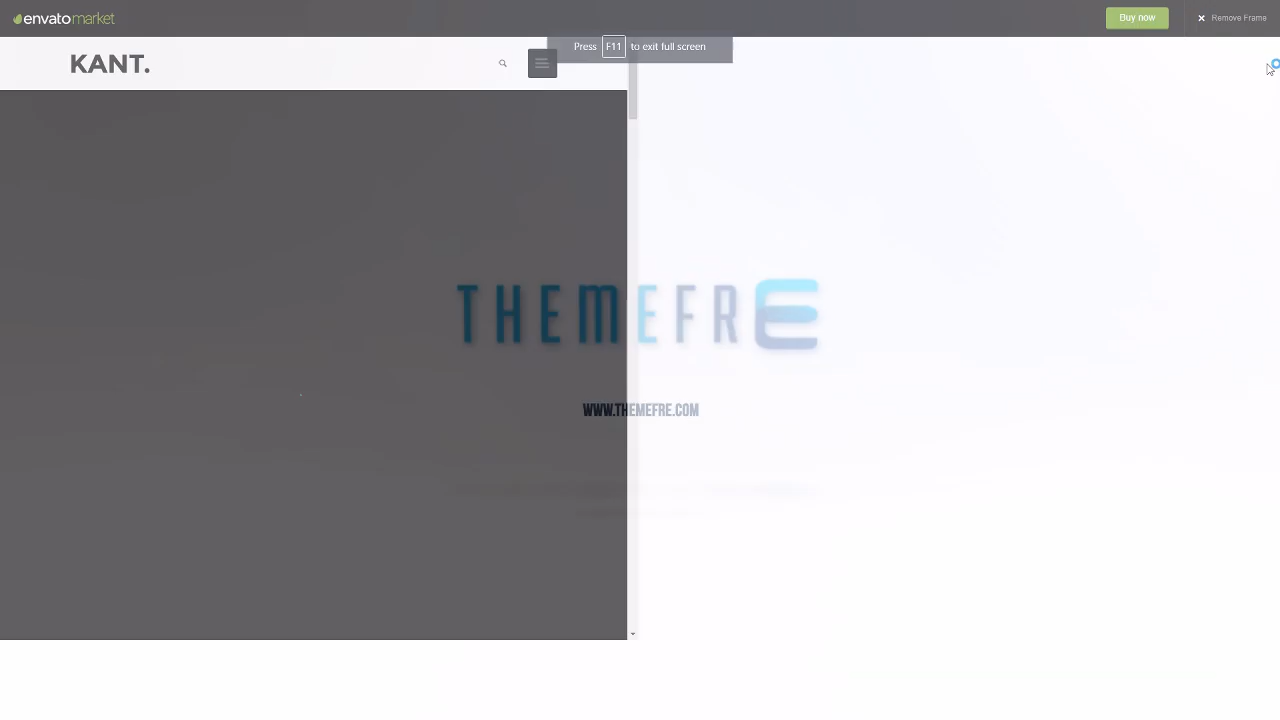 envatomarket
Buy now
Remove Frame
Press F11 to exit full screen
KANT.
THEMEFRE
WWW.THEMEFRE.COM